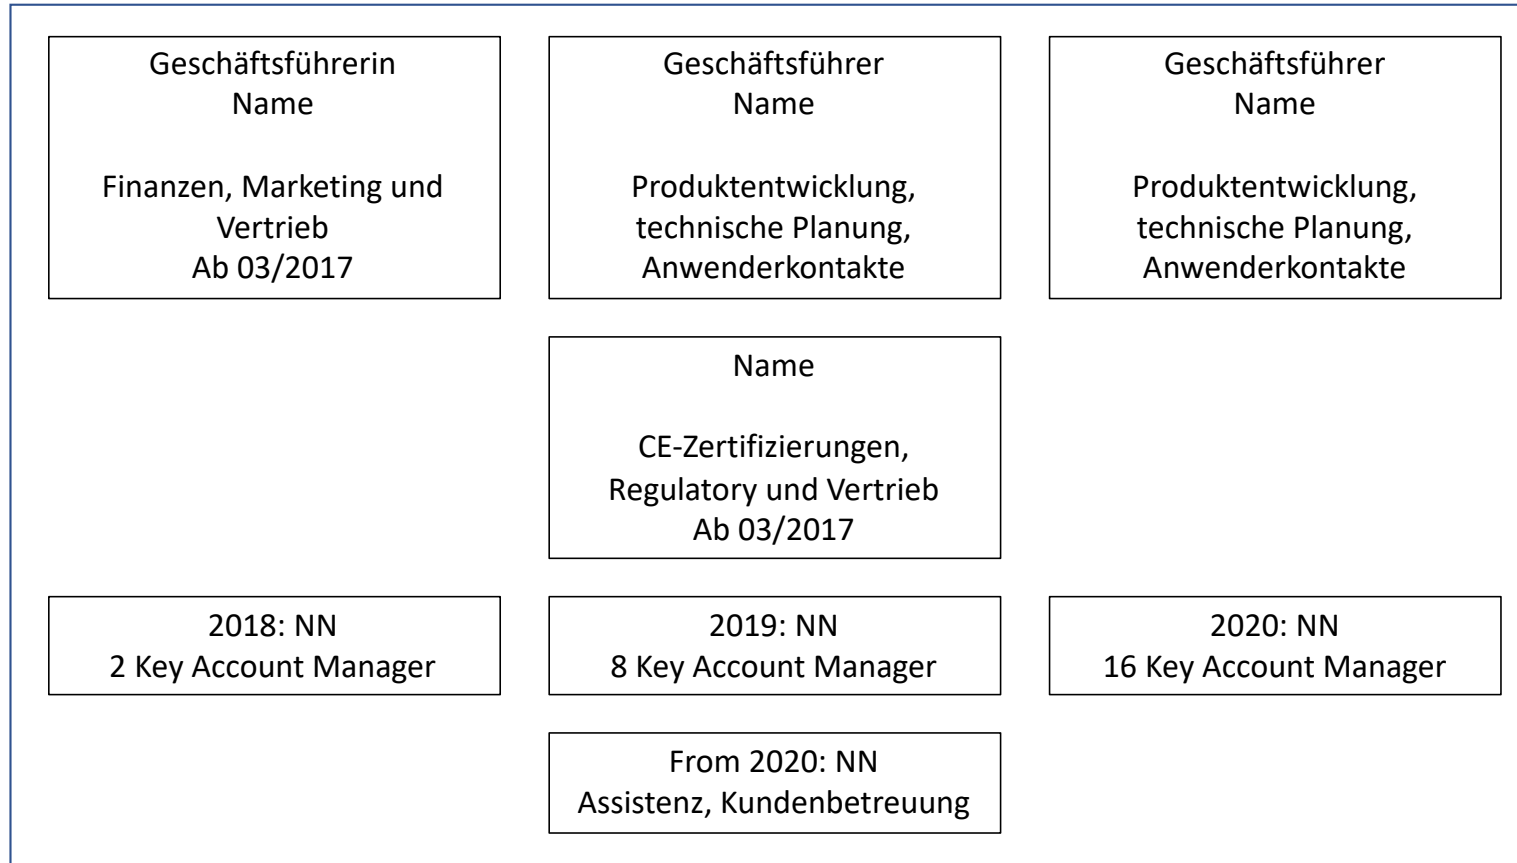 Geschäftsführerin
Name
Finanzen, Marketing und
Vertrieb
Ab 03/2017
Geschäftsführer
Name
Produktentwicklung,
technische Planung,
Anwenderkontakte
Geschäftsführer
Name
Produktentwicklung,
technische Planung,
Anwenderkontakte
Name
CE-Zertifizierungen,
Regulatory und Vertrieb
Ab 03/2017
2018: NN
2 Key Account Manager
2019: NN
8 Key Account Manager
2020: NN
16 Key Account Manager
From 2020: NN
Assistenz, Kundenbetreuung